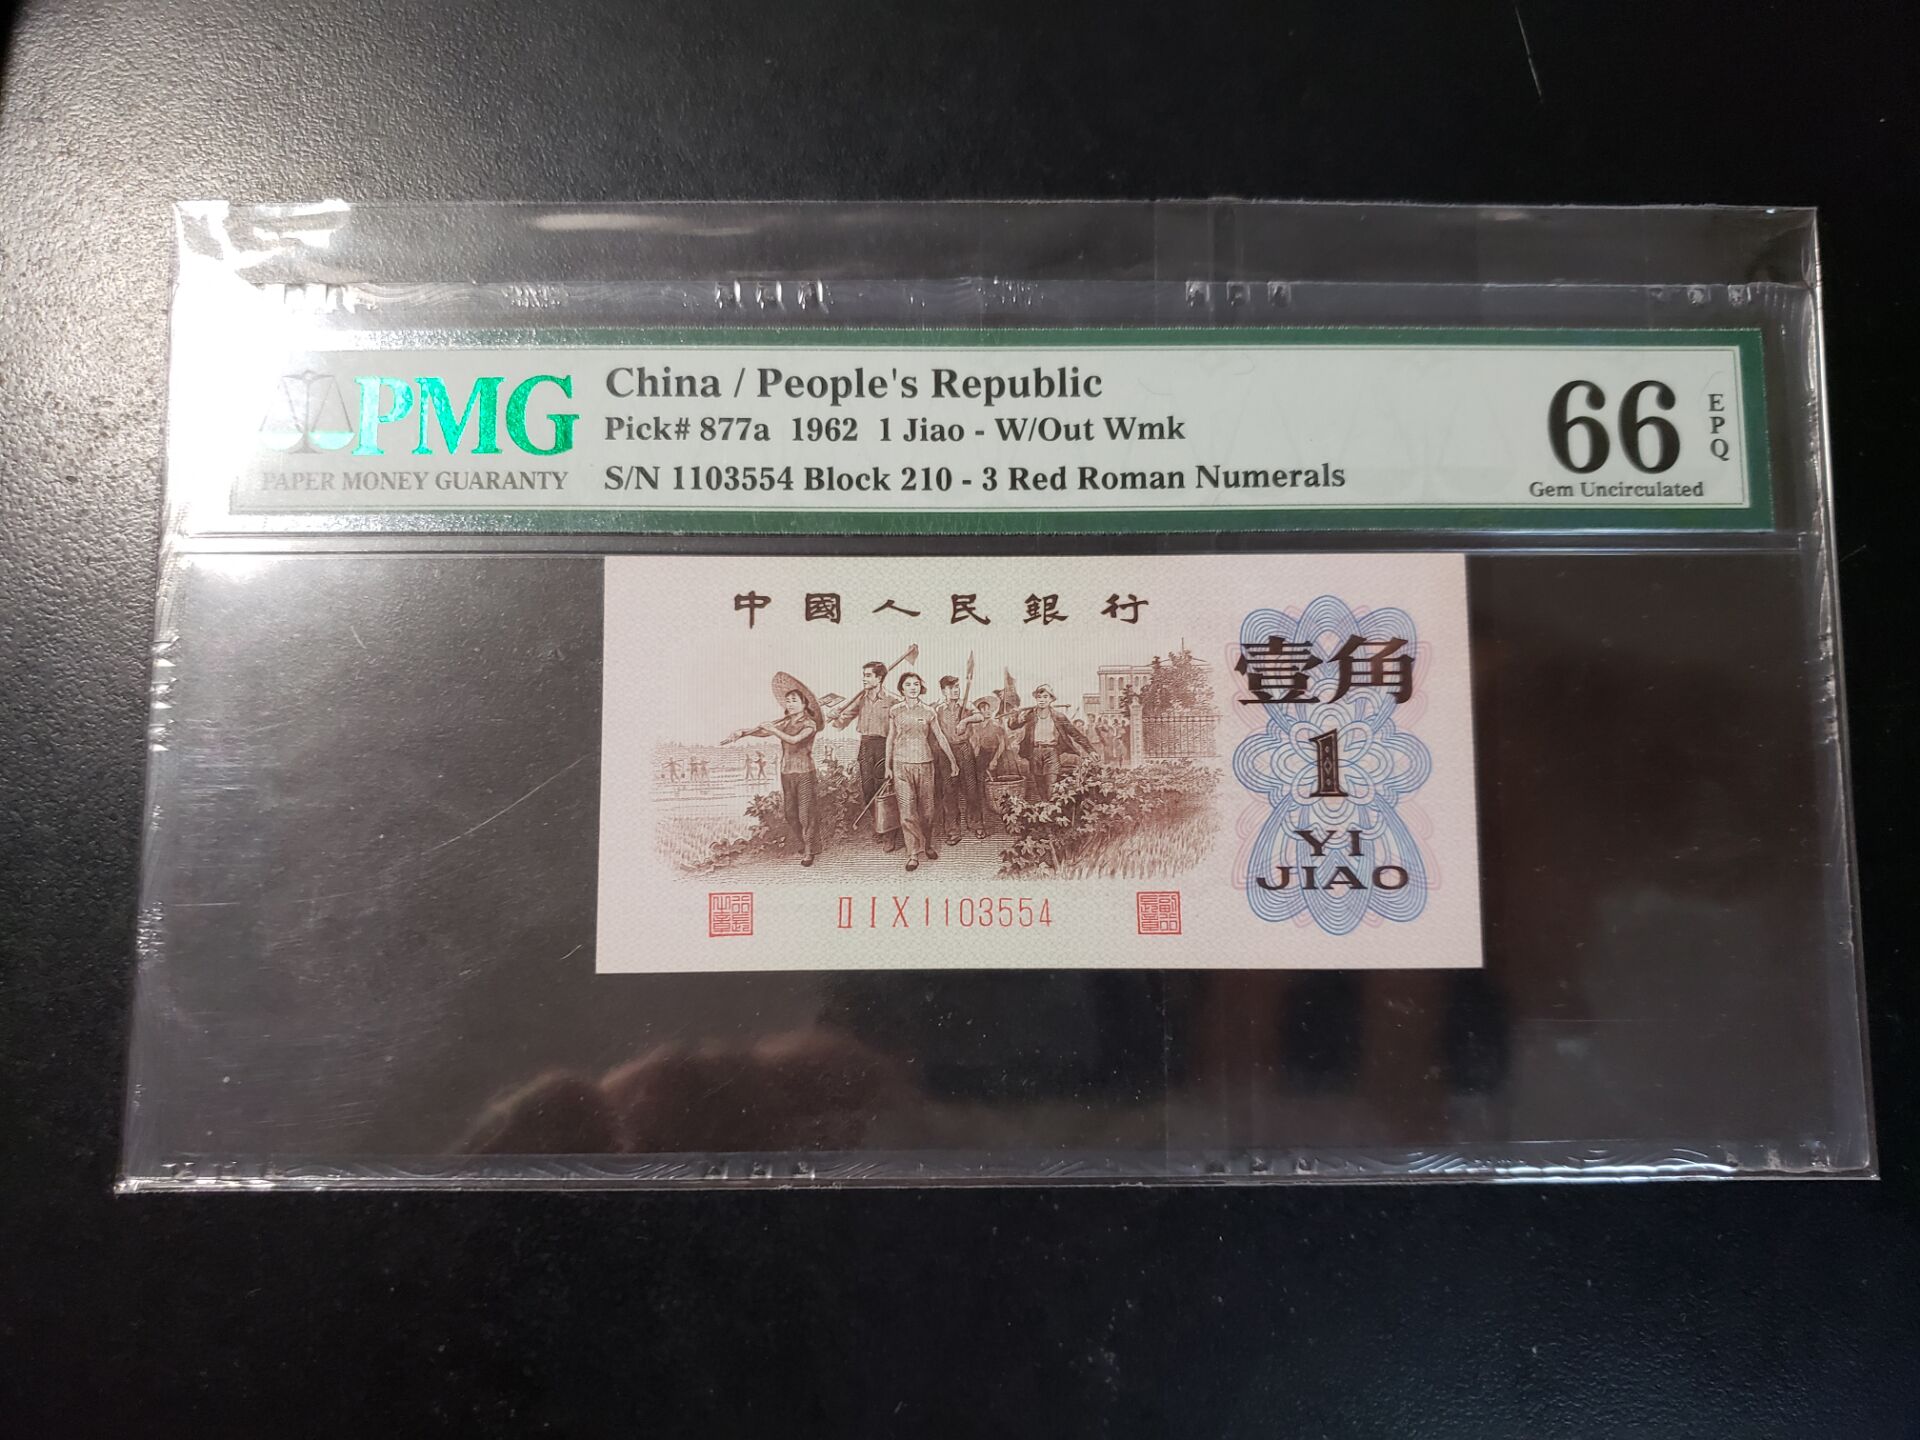 PMG
PAPER MONEY GUARANTY
China / People's Republic
Pick# 877a 1962 1 Jiao - W/Out Wmk
S/N 1103554 Block 210 - 3 Red Roman Numerals
66
EPQ
Gem Uncirculated
中國人民銀行
壹角
1
YI
JIAO
II I X 1103554